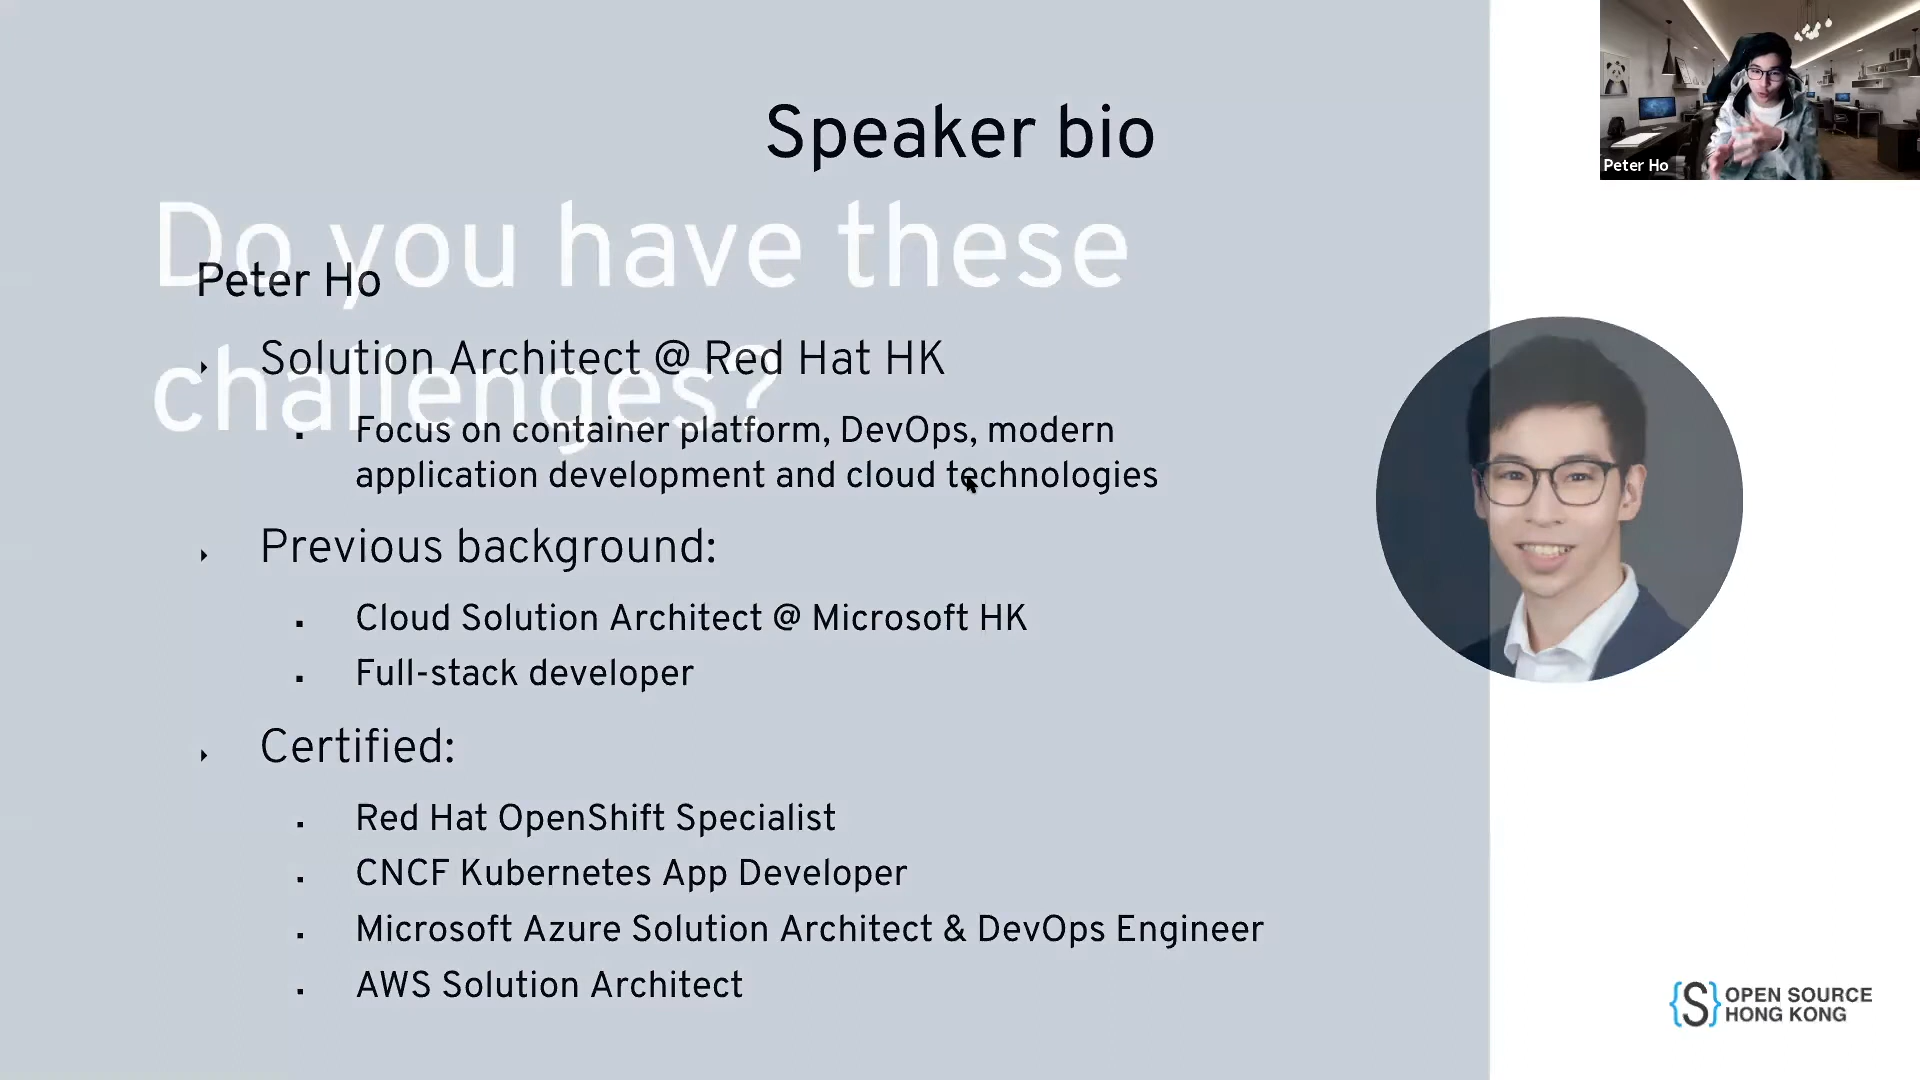 Speaker bio
Do you have these
challenges?
Peter Ho
Solution Architect @ Red Hat HK
Focus on container platform, DevOps, modern
application development and cloud technologies
Previous background:
Cloud Solution Architect @ Microsoft HK
Full-stack developer
Certified:
Red Hat OpenShift Specialist
CNCF Kubernetes App Developer
Microsoft Azure Solution Architect & DevOps Engineer
AWS Solution Architect
Peter Ho
{S} OPEN SOURCE
HONG KONG